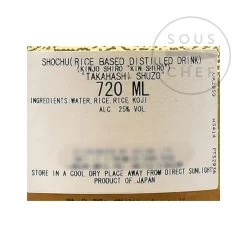 SOUS
CHEF
SHOCHU(RICE BASED DISTILLED DRINK)
(KINJO SHIRO "KIN SHIRO")
"TAKAHASHI SHUZO"
720 ML
INGREDIENTS:WATER,RICE,RICE KOJI
ALC 25% VOL
STORE IN A COOL DRY PLACE AWAY FROM DIRECT SUNLIGHT
PRODUCT OF JAPAN